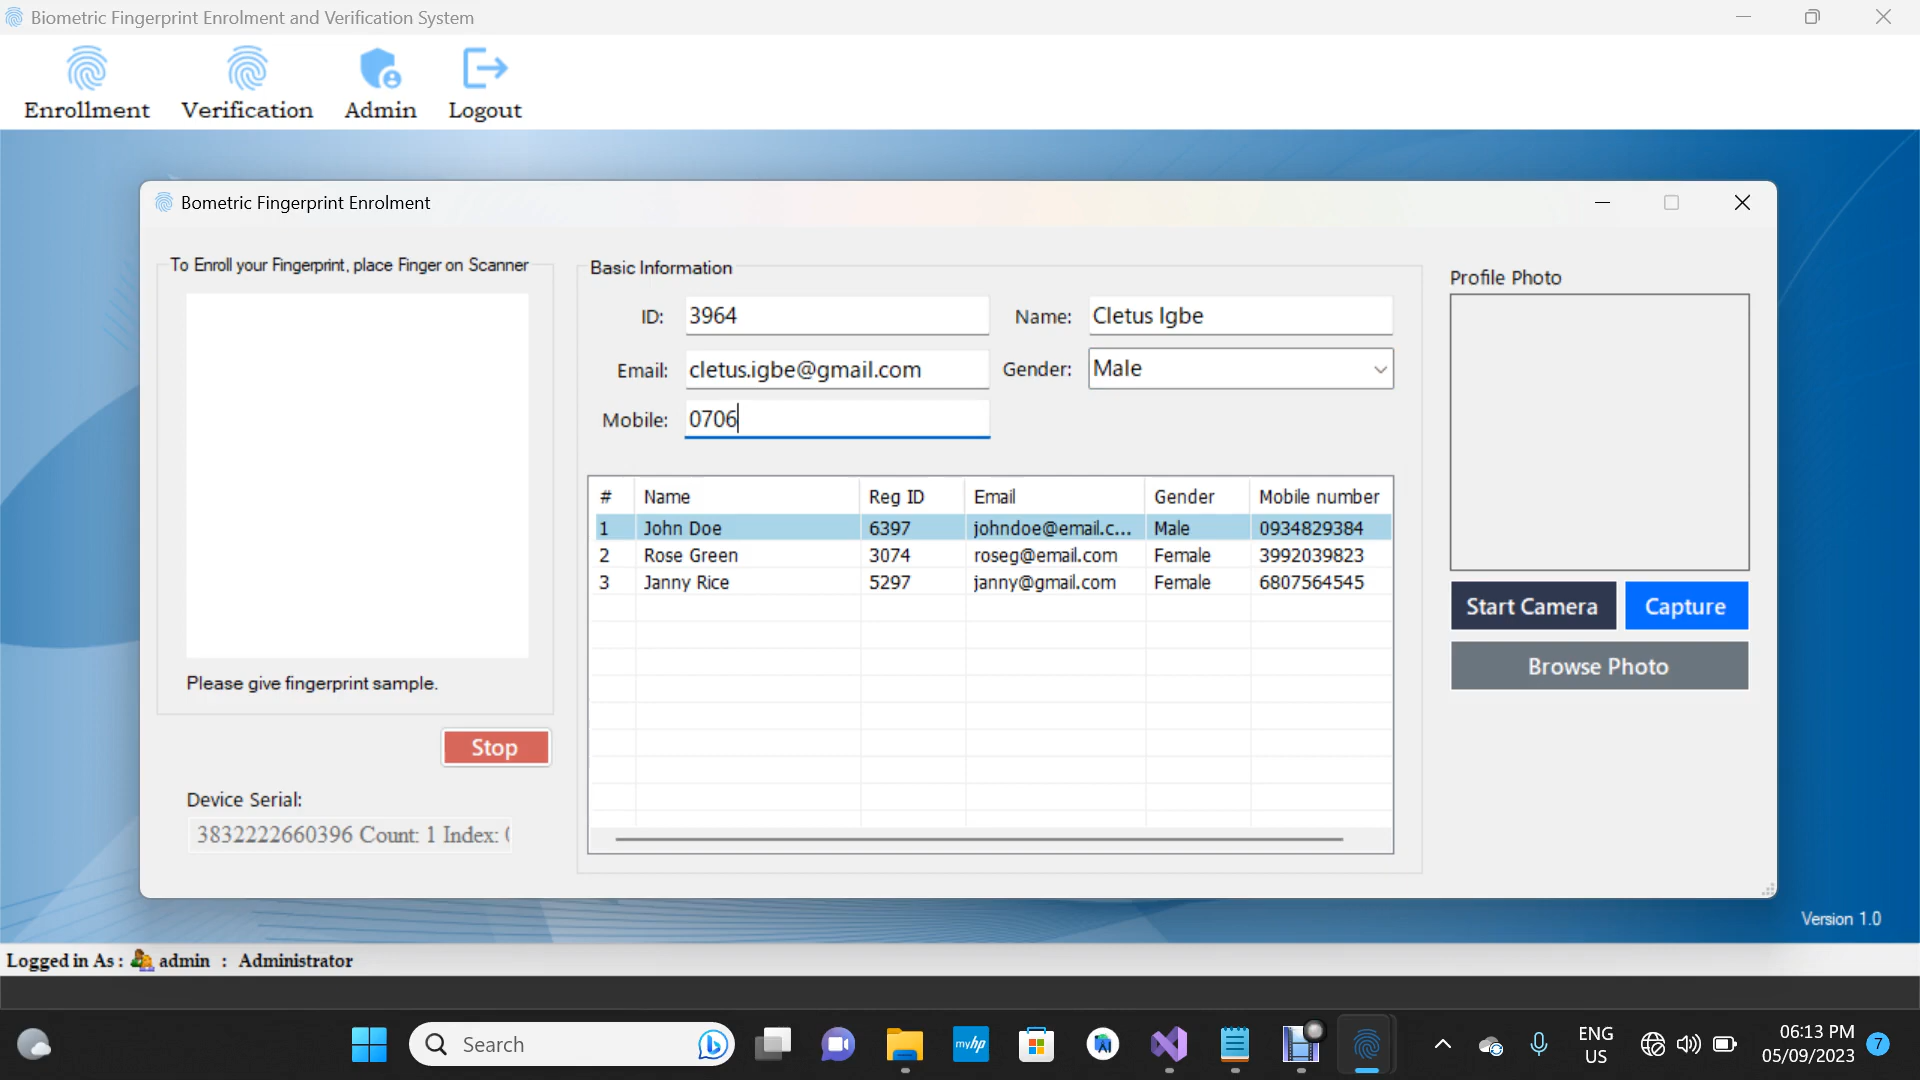 Biometric Fingerprint Enrolment and Verification System
Enrollment Verification Admin Logout
Bometric Fingerprint Enrolment
To Enroll your Fingerprint, place Finger on Scanner
Please give fingerprint sample.
Stop
Device Serial:
3832222660396 Count: 1 Index:
Basic Information
ID: 3964 Name: Cletus Igbe
Email: cletus.igbe@gmail.com Gender: Male
Mobile: 0706
# Name Reg ID Email Gender Mobile number
1 John Doe 6397 johndoe@email.c... Male 0934829384
2 Rose Green 3074 roseg@email.com Female 3992039823
3 Janny Rice 5297 janny@gmail.com Female 6807564545
Profile Photo
Start Camera Capture
Browse Photo
Version 1.0
Logged in As : admin : Administrator
Search
myhp
ENG
US
06:13 PM
05/09/2023
7